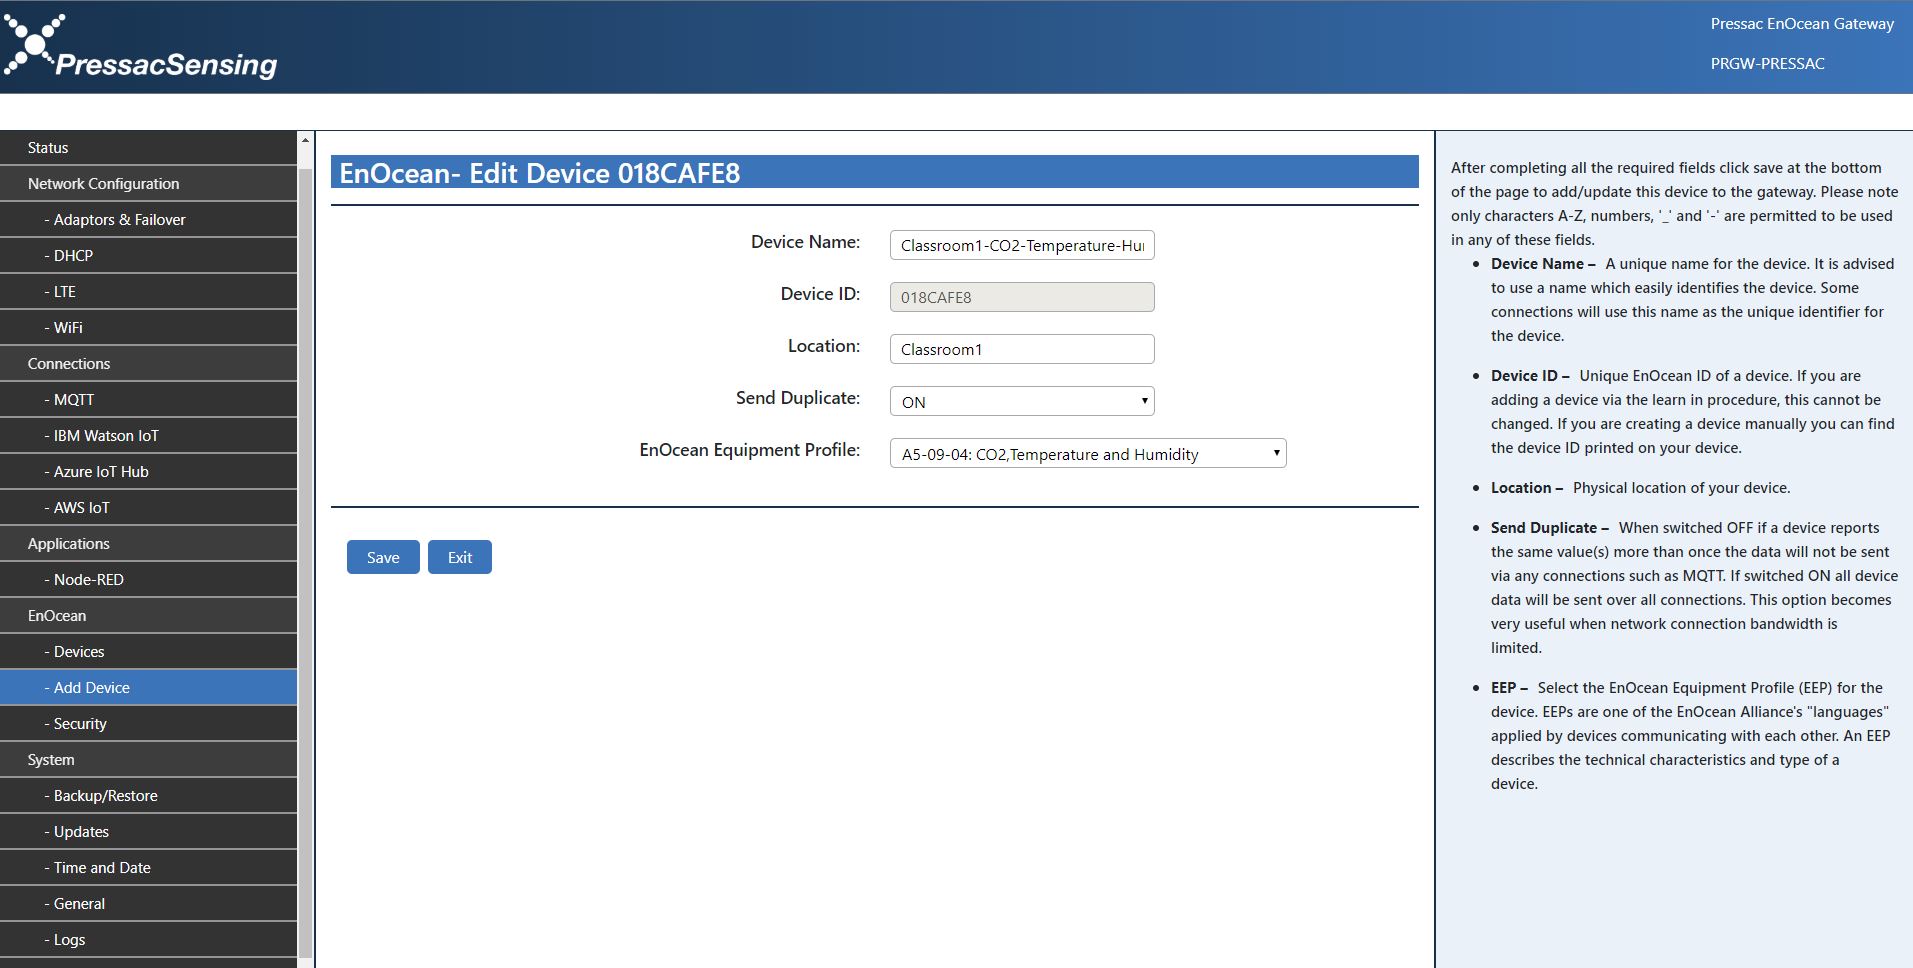 PressacSensing
Pressac EnOcean Gateway
PRGW-PRESSAC
Status
Network Configuration
- Adaptors & Failover
- DHCP
- LTE
- WiFi
Connections
- MQTT
- IBM Watson IoT
- Azure IoT Hub
- AWS IoT
Applications
- Node-RED
EnOcean
- Devices
- Add Device
- Security
System
- Backup/Restore
- Updates
- Time and Date
- General
- Logs
EnOcean- Edit Device 018CAFE8
Device Name: Classroom1-CO2-Temperature-Hu
Device ID: 018CAFE8
Location: Classroom1
Send Duplicate: ON
EnOcean Equipment Profile: A5-09-04: CO2,Temperature and Humidity
Save Exit
After completing all the required fields click save at the bottom
of the page to add/update this device to the gateway. Please note
only characters A-Z, numbers, '_' and '-' are permitted to be used
in any of these fields.
• Device Name – A unique name for the device. It is advised
to use a name which easily identifies the device. Some
connections will use this name as the unique identifier for
the device.
• Device ID – Unique EnOcean ID of a device. If you are
adding a device via the learn in procedure, this cannot be
changed. If you are creating a device manually you can find
the device ID printed on your device.
• Location – Physical location of your device.
• Send Duplicate – When switched OFF if a device reports
the same value(s) more than once the data will not be sent
via any connections such as MQTT. If switched ON all device
data will be sent over all connections. This option becomes
very useful when network connection bandwidth is
limited.
• EEP – Select the EnOcean Equipment Profile (EEP) for the
device. EEPs are one of the EnOcean Alliance's "languages"
applied by devices communicating with each other. An EEP
describes the technical characteristics and type of a
device.